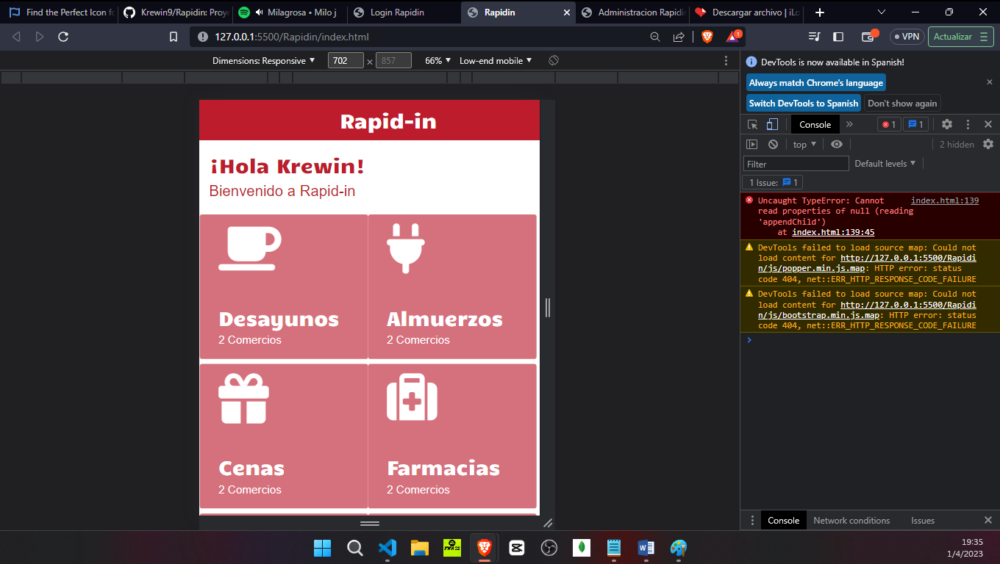 Find the Perfect Icon fo
Krewin9/Rapidin: Proye
Milagrosa • Milo j
Login Rapidin
Rapidin
Administracion Rapidi
Descargar archivo | iLo
127.0.0.1:5500/Rapidin/index.html
1
VPN
Actualizar
Dimensions: Responsive
702
x
857
66%
Low-end mobile
DevTools is now available in Spanish!
Always match Chrome's language
Switch DevTools to Spanish
Don't show again
Console
1
1
top
2 hidden
Filter
Default levels
1 Issue:
1
Uncaught TypeError: Cannot index.html:139
read properties of null (reading
'appendChild')
at index.html:139:45
DevTools failed to load source map: Could not
load content for http://127.0.0.1:5500/Rapidi
n/js/popper.min.js.map: HTTP error: status
code 404, net::ERR_HTTP_RESPONSE_CODE_FAILURE
DevTools failed to load source map: Could not
load content for http://127.0.0.1:5500/Rapidi
n/js/bootstrap.min.js.map: HTTP error: status
code 404, net::ERR_HTTP_RESPONSE_CODE_FAILURE
Rapid-in
¡Hola Krewin!
Bienvenido a Rapid-in
Desayunos
2 Comercios
Almuerzos
2 Comercios
Cenas
2 Comercios
Farmacias
2 Comercios
Console
Network conditions
Issues
FIFA 22
19:35
1/4/2023